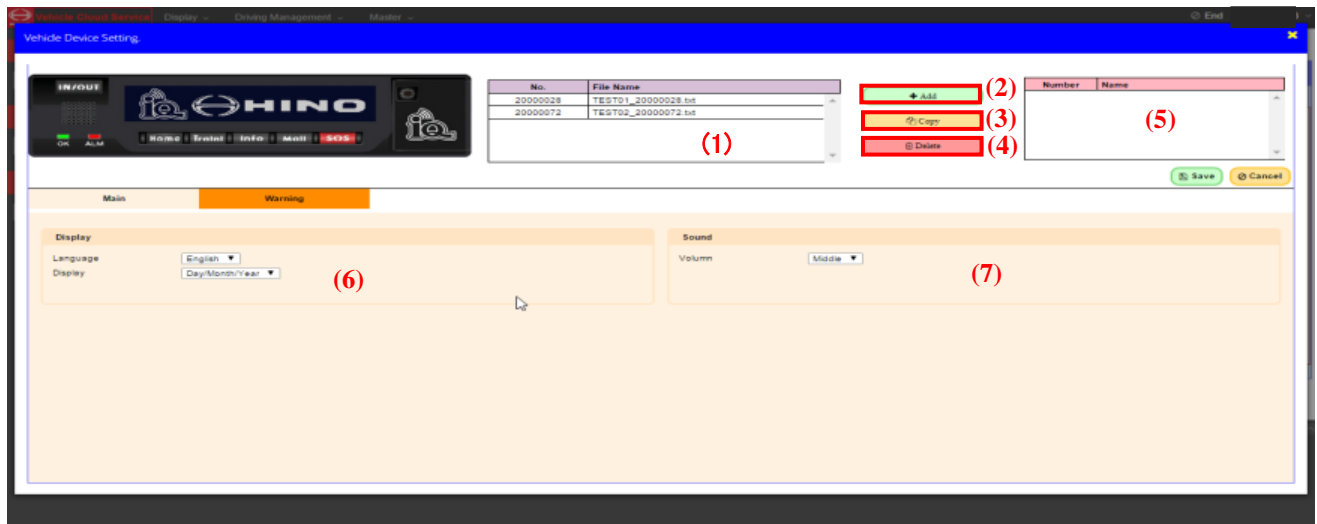 Vehicle Cloud Service Display Driving Management Master End
Vehicle Device Setting.
IN/OUT
HINO
OK ALM
Home Traini Info Mail SOS
No. File Name
20000028 TEST01_20000028.txt
20000072 TEST02_20000072.txt
(1)
Add (2)
Copy (3)
Delete (4)
Number Name
(5)
Save Cancel
Main Warning
Display
Language English
Display Day/Month/Year
(6)
Sound
Volumn Middle
(7)